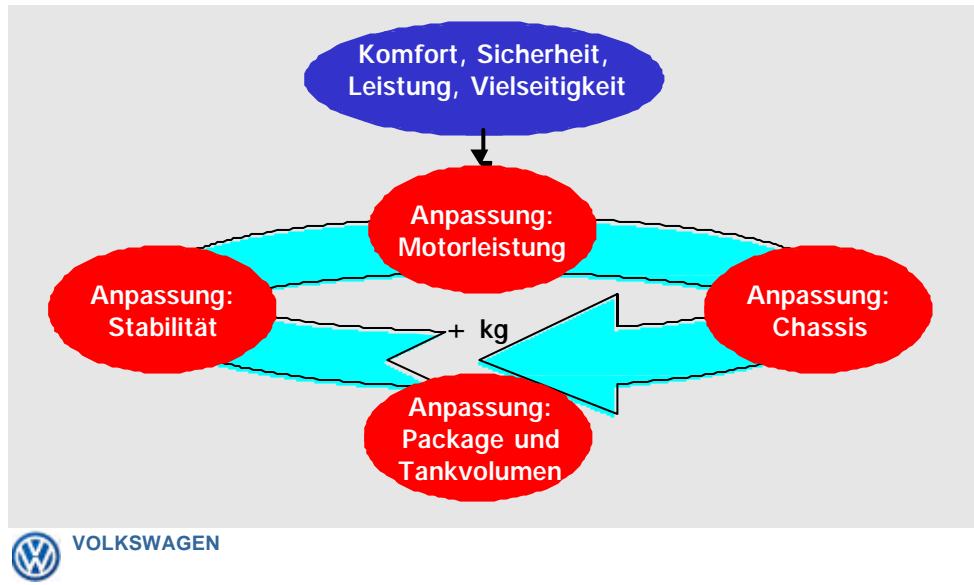 Komfort, Sicherheit,
Leistung, Vielseitigkeit
Anpassung:
Motorleistung
Anpassung:
Stabilität
Anpassung:
Chassis
+ kg
Anpassung:
Package und
Tankvolumen
VOLKSWAGEN